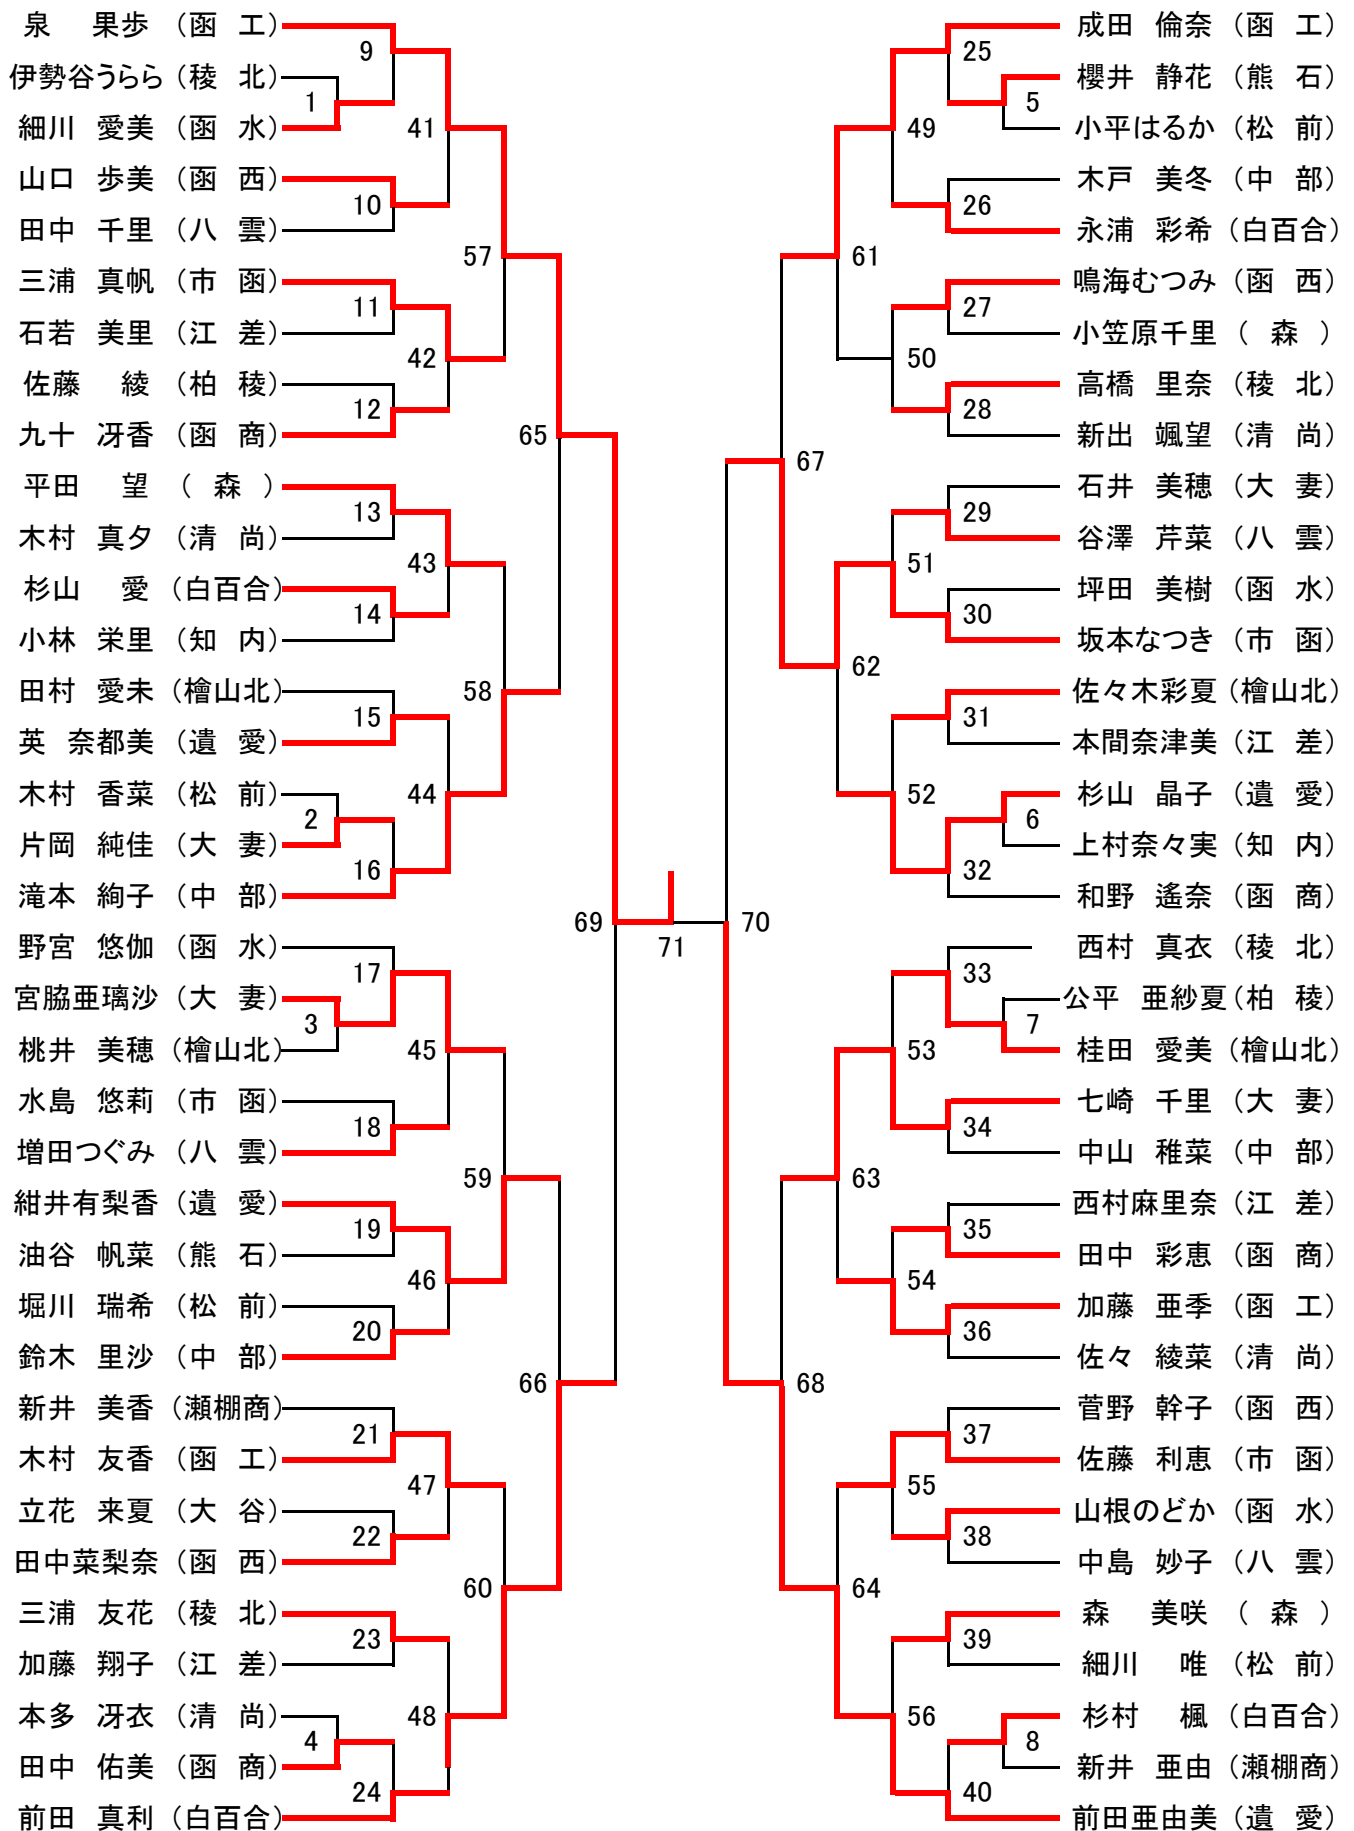 泉　果歩（函 工）
伊勢谷うらら（稜 北）
細川 愛美（函 水）
山口 歩美（函 西）
田中 千里（八 雲）
三浦 真帆（市 函）
石若 美里（江 差）
佐藤　綾（柏 稜）
九十 冴香（函 商）
平田　望（ 森 ）
木村 真夕（清 尚）
杉山　愛（白百合）
小林 栄里（知 内）
田村 愛未（檜山北）
英 奈都美（遺 愛）
木村 香菜（松 前）
片岡 純佳（大 妻）
滝本 絢子（中 部）
野宮 悠伽（函 水）
宮脇亜璃沙（大 妻）
桃井 美穂（檜山北）
水島 悠莉（市 函）
増田つぐみ（八 雲）
紺井有梨香（遺 愛）
油谷 帆菜（熊 石）
堀川 瑞希（松 前）
鈴木 里沙（中 部）
新井 美香（瀬棚商）
木村 友香（函 工）
立花 来夏（大 谷）
田中菜梨奈（函 西）
三浦 友花（稜 北）
加藤 翔子（江 差）
本多 冴衣（清 尚）
田中 佑美（函 商）
前田 真利（白百合）
1
2
3
4
9
10
11
12
13
14
15
16
17
18
19
20
21
22
23
24
41
42
43
44
45
46
47
48
57
58
59
60
65
66
69
71
70
67
68
61
62
63
64
49
50
51
52
53
54
55
56
25
26
27
28
29
30
31
32
33
34
35
36
37
38
39
40
5
6
7
8
成田 倫奈（函 工）
櫻井 静花（熊 石）
小平はるか（松 前）
木戸 美冬（中 部）
永浦 彩希（白百合）
鳴海むつみ（函 西）
小笠原千里（ 森 ）
高橋 里奈（稜 北）
新出 颯望（清 尚）
石井 美穂（大 妻）
谷澤 芹菜（八 雲）
坪田 美樹（函 水）
坂本なつき（市 函）
佐々木彩夏（檜山北）
本間奈津美（江 差）
杉山 晶子（遺 愛）
上村奈々実（知 内）
和野 遙奈（函 商）
西村 真衣（稜 北）
公平 亜紗夏（柏 稜）
桂田 愛美（檜山北）
七崎 千里（大 妻）
中山 稚菜（中 部）
西村麻里奈（江 差）
田中 彩恵（函 商）
加藤 亜季（函 工）
佐々 綾菜（清 尚）
菅野 幹子（函 西）
佐藤 利恵（市 函）
山根のどか（函 水）
中島 妙子（八 雲）
森　美咲（ 森 ）
細川　唯（松 前）
杉村　楓（白百合）
新井 亜由（瀬棚商）
前田亜由美（遺 愛）